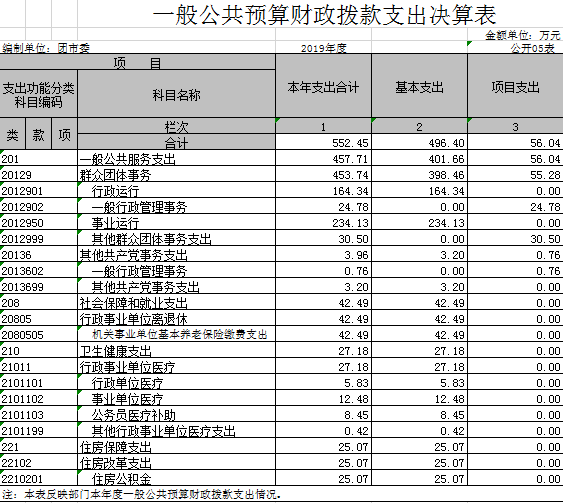 一般公共预算财政拨款支出决算表
金额单位：万元
编制单位：团市委 2019年度 公开05表
项 目 本年支出合计 基本支出 项目支出
支出功能分类科目编码 科目名称
类 款 项 栏次 1 2 3
合计 552.45 496.40 56.04
201 一般公共服务支出 457.71 401.66 56.04
20129 群众团体事务 453.74 398.46 55.28
2012901 行政运行 164.34 164.34 0.00
2012902 一般行政管理事务 24.78 0.00 24.78
2012950 事业运行 234.13 234.13 0.00
2012999 其他群众团体事务支出 30.50 0.00 30.50
20136 其他共产党事务支出 3.96 3.20 0.76
2013602 一般行政管理事务 0.76 0.00 0.76
2013699 其他共产党事务支出 3.20 3.20 0.00
208 社会保障和就业支出 42.49 42.49 0.00
20805 行政事业单位离退休 42.49 42.49 0.00
2080505 机关事业单位基本养老保险缴费支出 42.49 42.49 0.00
210 卫生健康支出 27.18 27.18 0.00
21011 行政事业单位医疗 27.18 27.18 0.00
2101101 行政单位医疗 5.83 5.83 0.00
2101102 事业单位医疗 12.48 12.48 0.00
2101103 公务员医疗补助 8.45 8.45 0.00
2101199 其他行政事业单位医疗支出 0.42 0.42 0.00
221 住房保障支出 25.07 25.07 0.00
22102 住房改革支出 25.07 25.07 0.00
2210201 住房公积金 25.07 25.07 0.00
注：本表反映部门本年度一般公共预算财政拨款支出情况。